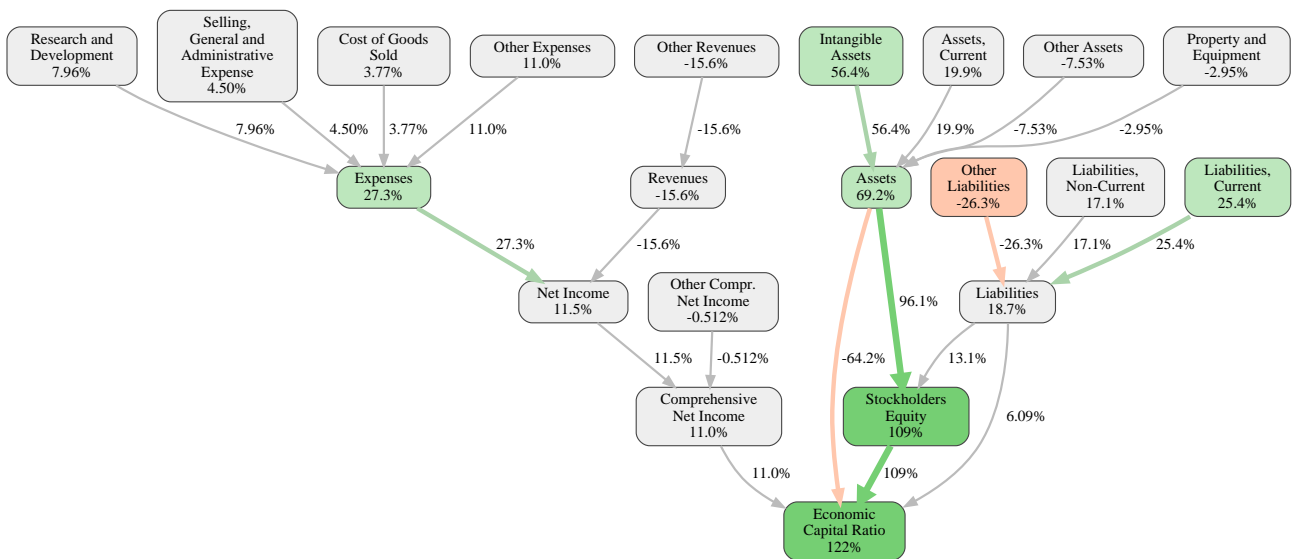 Research and
Development
7.96%
Selling,
General and
Administrative
Expense
4.50%
Cost of Goods
Sold
3.77%
Other Expenses
11.0%
Other Revenues
-15.6%
Intangible
Assets
56.4%
Assets,
Current
19.9%
Other Assets
-7.53%
Property and
Equipment
-2.95%
7.96%
4.50%
3.77%
11.0%
-15.6%
56.4%
19.9%
-7.53%
-2.95%
Expenses
27.3%
Revenues
-15.6%
Assets
69.2%
Other
Liabilities
-26.3%
Liabilities,
Non-Current
17.1%
Liabilities,
Current
25.4%
27.3%
-15.6%
-26.3%
17.1%
25.4%
Net Income
11.5%
Other Compr.
Net Income
-0.512%
96.1%
Liabilities
18.7%
11.5%
-0.512%
-64.2%
13.1%
Comprehensive
Net Income
11.0%
Stockholders
Equity
109%
6.09%
11.0%
109%
Economic
Capital Ratio
122%